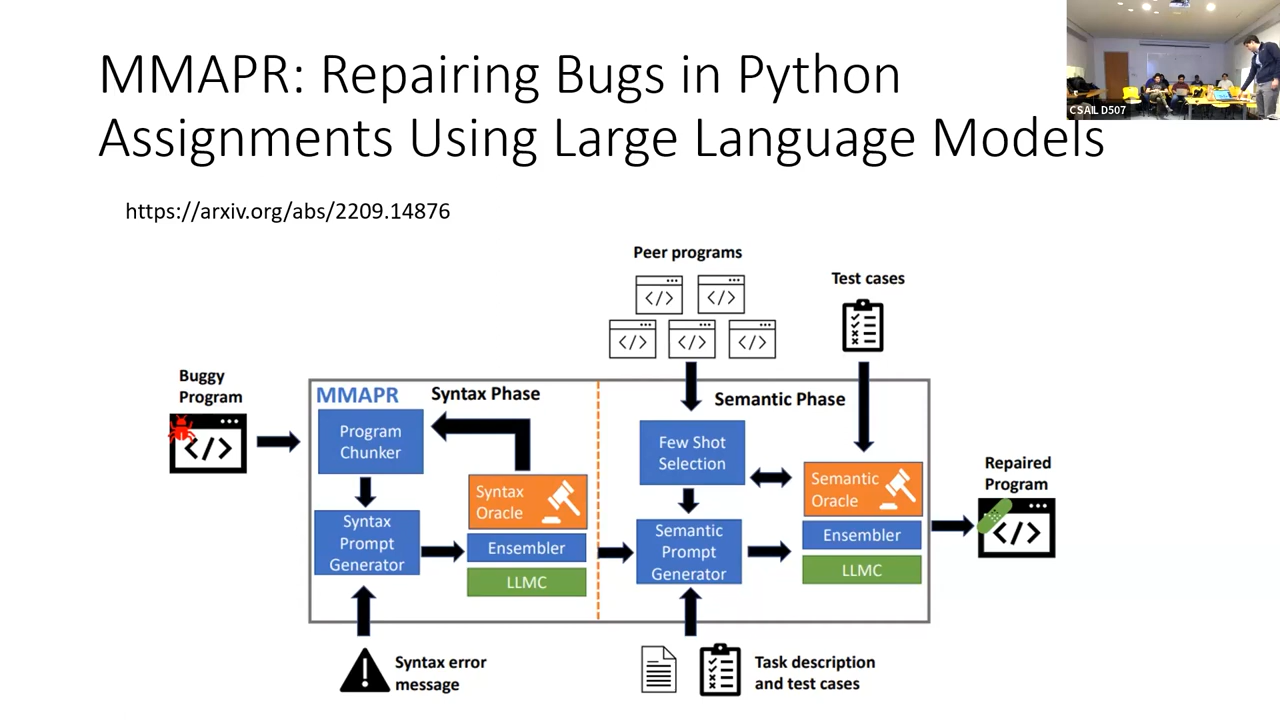 MMAPR: Repairing Bugs in Python
Assignments Using Large Language Models
CSAIL D507
https://arxiv.org/abs/2209.14876
Peer programs
Test cases
Buggy
Program
MMAPR
Syntax Phase
Semantic Phase
Program
Chunker
Few Shot
Selection
Syntax
Oracle
Semantic
Oracle
Repaired
Program
Syntax
Prompt
Generator
Ensembler
LLMC
Semantic
Prompt
Generator
Ensembler
LLMC
Syntax error
message
Task description
and test cases